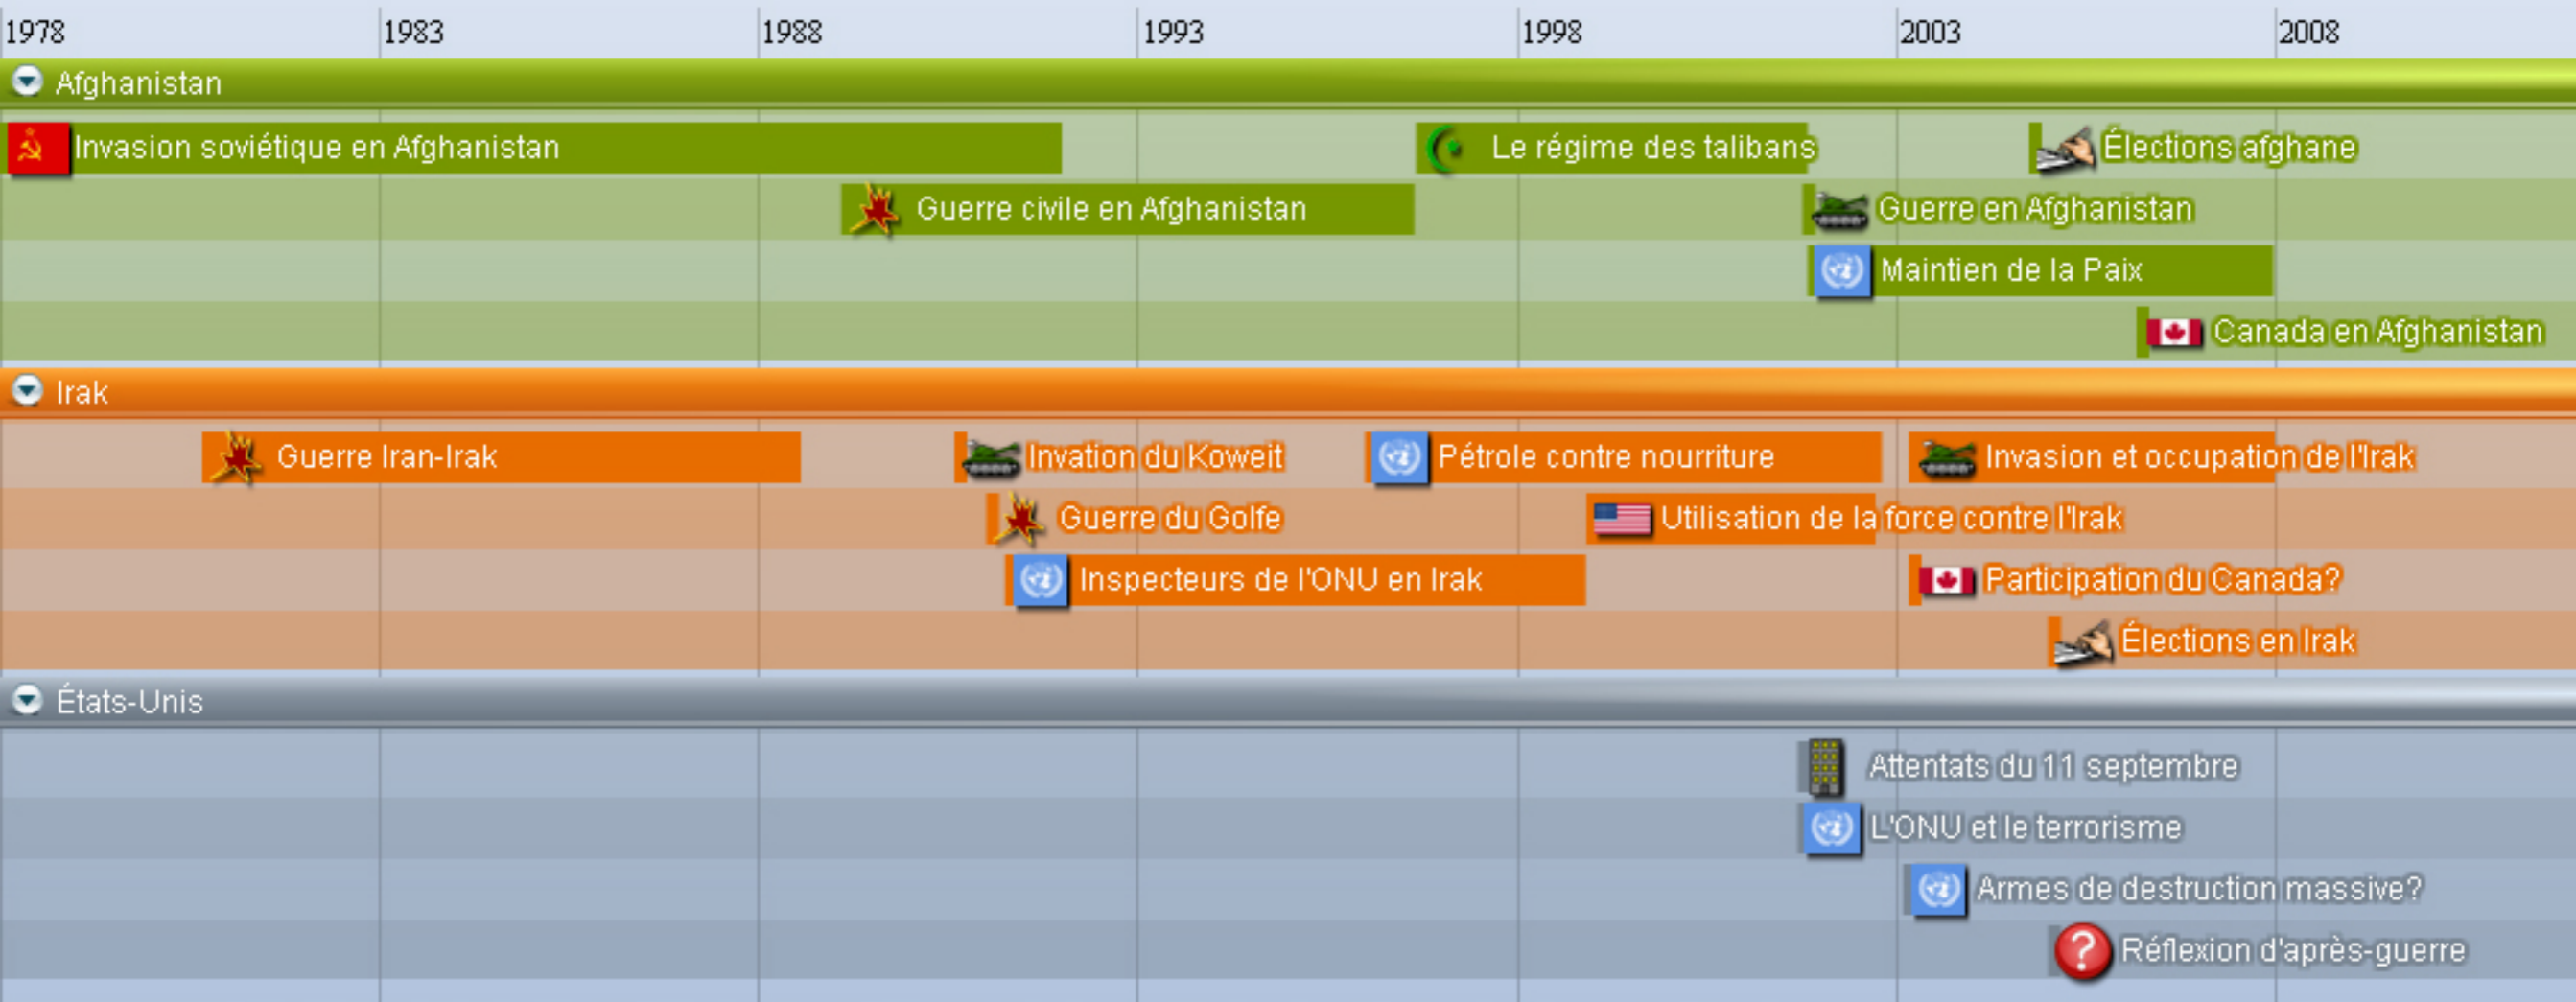 1978 1983 1988 1993 1998 2003 2008
Afghanistan
Invasion soviétique en Afghanistan Le régime des talibans Élections afghane
Guerre civile en Afghanistan Guerre en Afghanistan
Maintien de la Paix
Canada en Afghanistan
Irak
Guerre Iran-Irak Invation du Koweit Pétrole contre nourriture Invasion et occupation de l'Irak
Guerre du Golfe Utilisation de la force contre l'Irak
Inspecteurs de l'ONU en Irak Participation du Canada?
Élections en Irak
États-Unis
Attentats du 11 septembre
L'ONU et le terrorisme
Armes de destruction massive?
Réflexion d'après-guerre